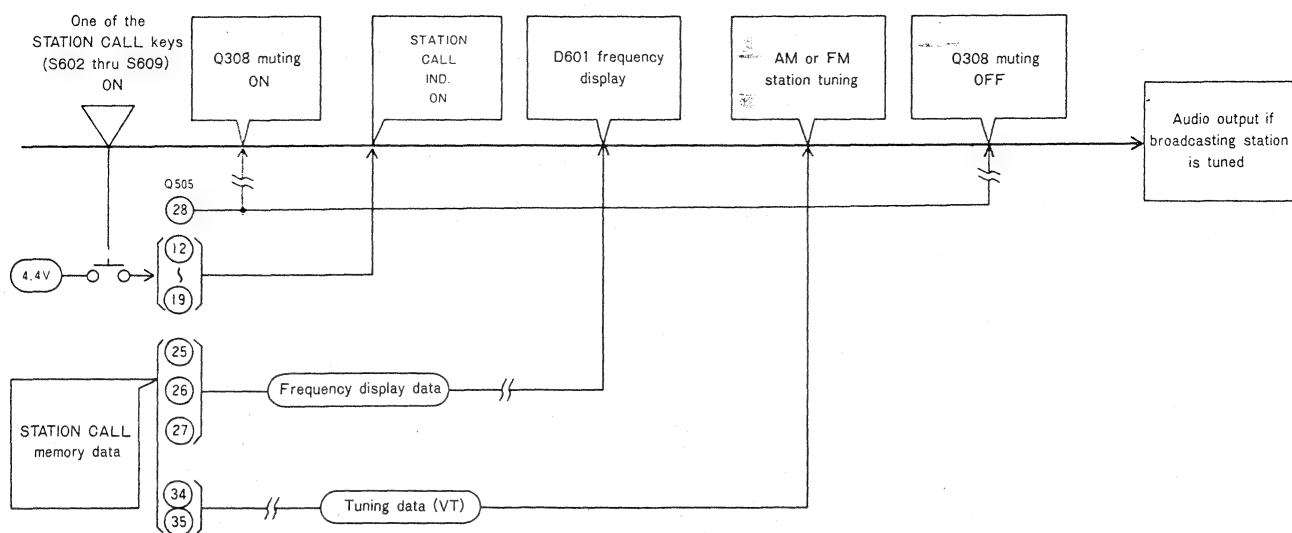 One of the
STATION CALL keys
(S602 thru S609)
ON
Q308 muting
ON
STATION
CALL
IND.
ON
D601 frequency
display
AM or FM
station tuning
Q308 muting
OFF
Audio output if
broadcasting station
is tuned
Q505
28
4.4V
12
19
25
26
27
Frequency display data
STATION CALL
memory data
34
35
Tuning data (VT)